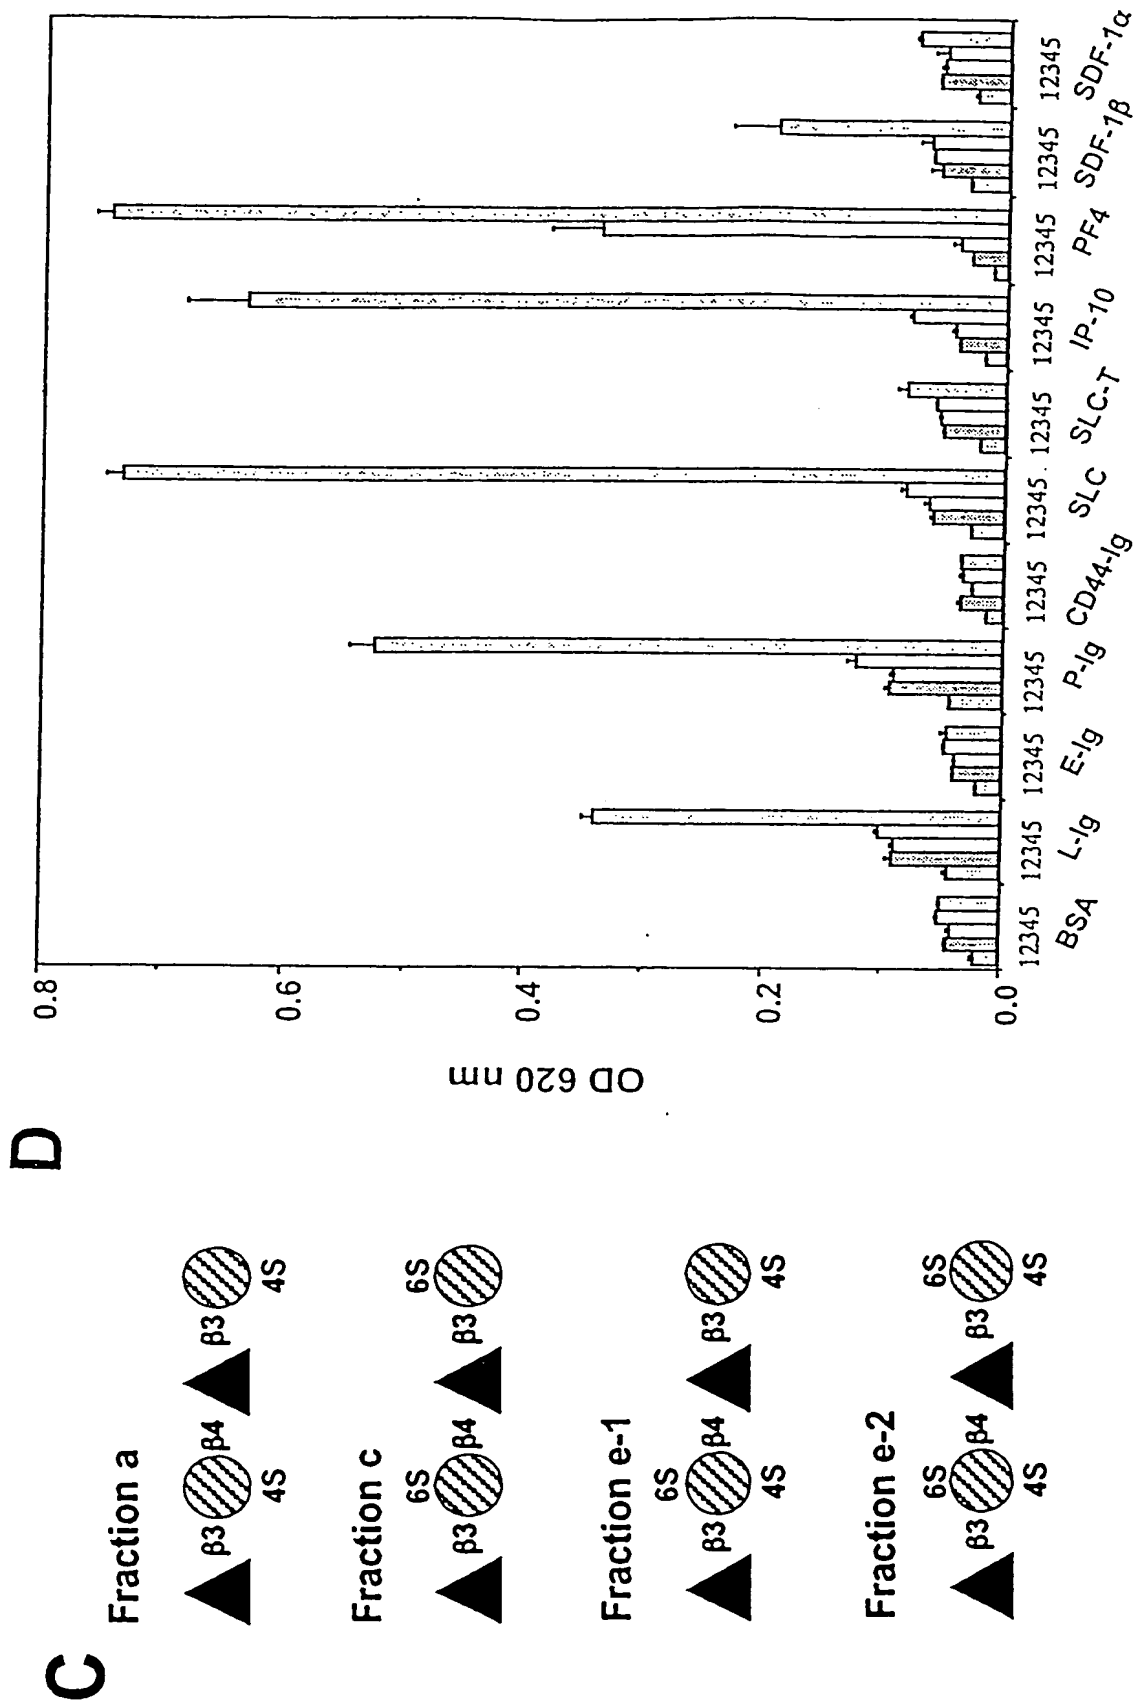 C
Fraction a
β3 β4 β3
4S 4S
Fraction c
6S 6S
β3 β4 β3
Fraction e-1
6S
β3 β4 β3
4S 4S
Fraction e-2
6S 6S
β3 β4 β3
4S 4S
D
OD 620 nm
0.8
0.6
0.4
0.2
0.0
12345 12345 12345 12345 12345 12345 12345 12345 12345 12345 12345
BSA L-Ig E-Ig P-Ig CD44-Ig SLC SLC-T IP-10 PF4 SDF-1β SDF-1α